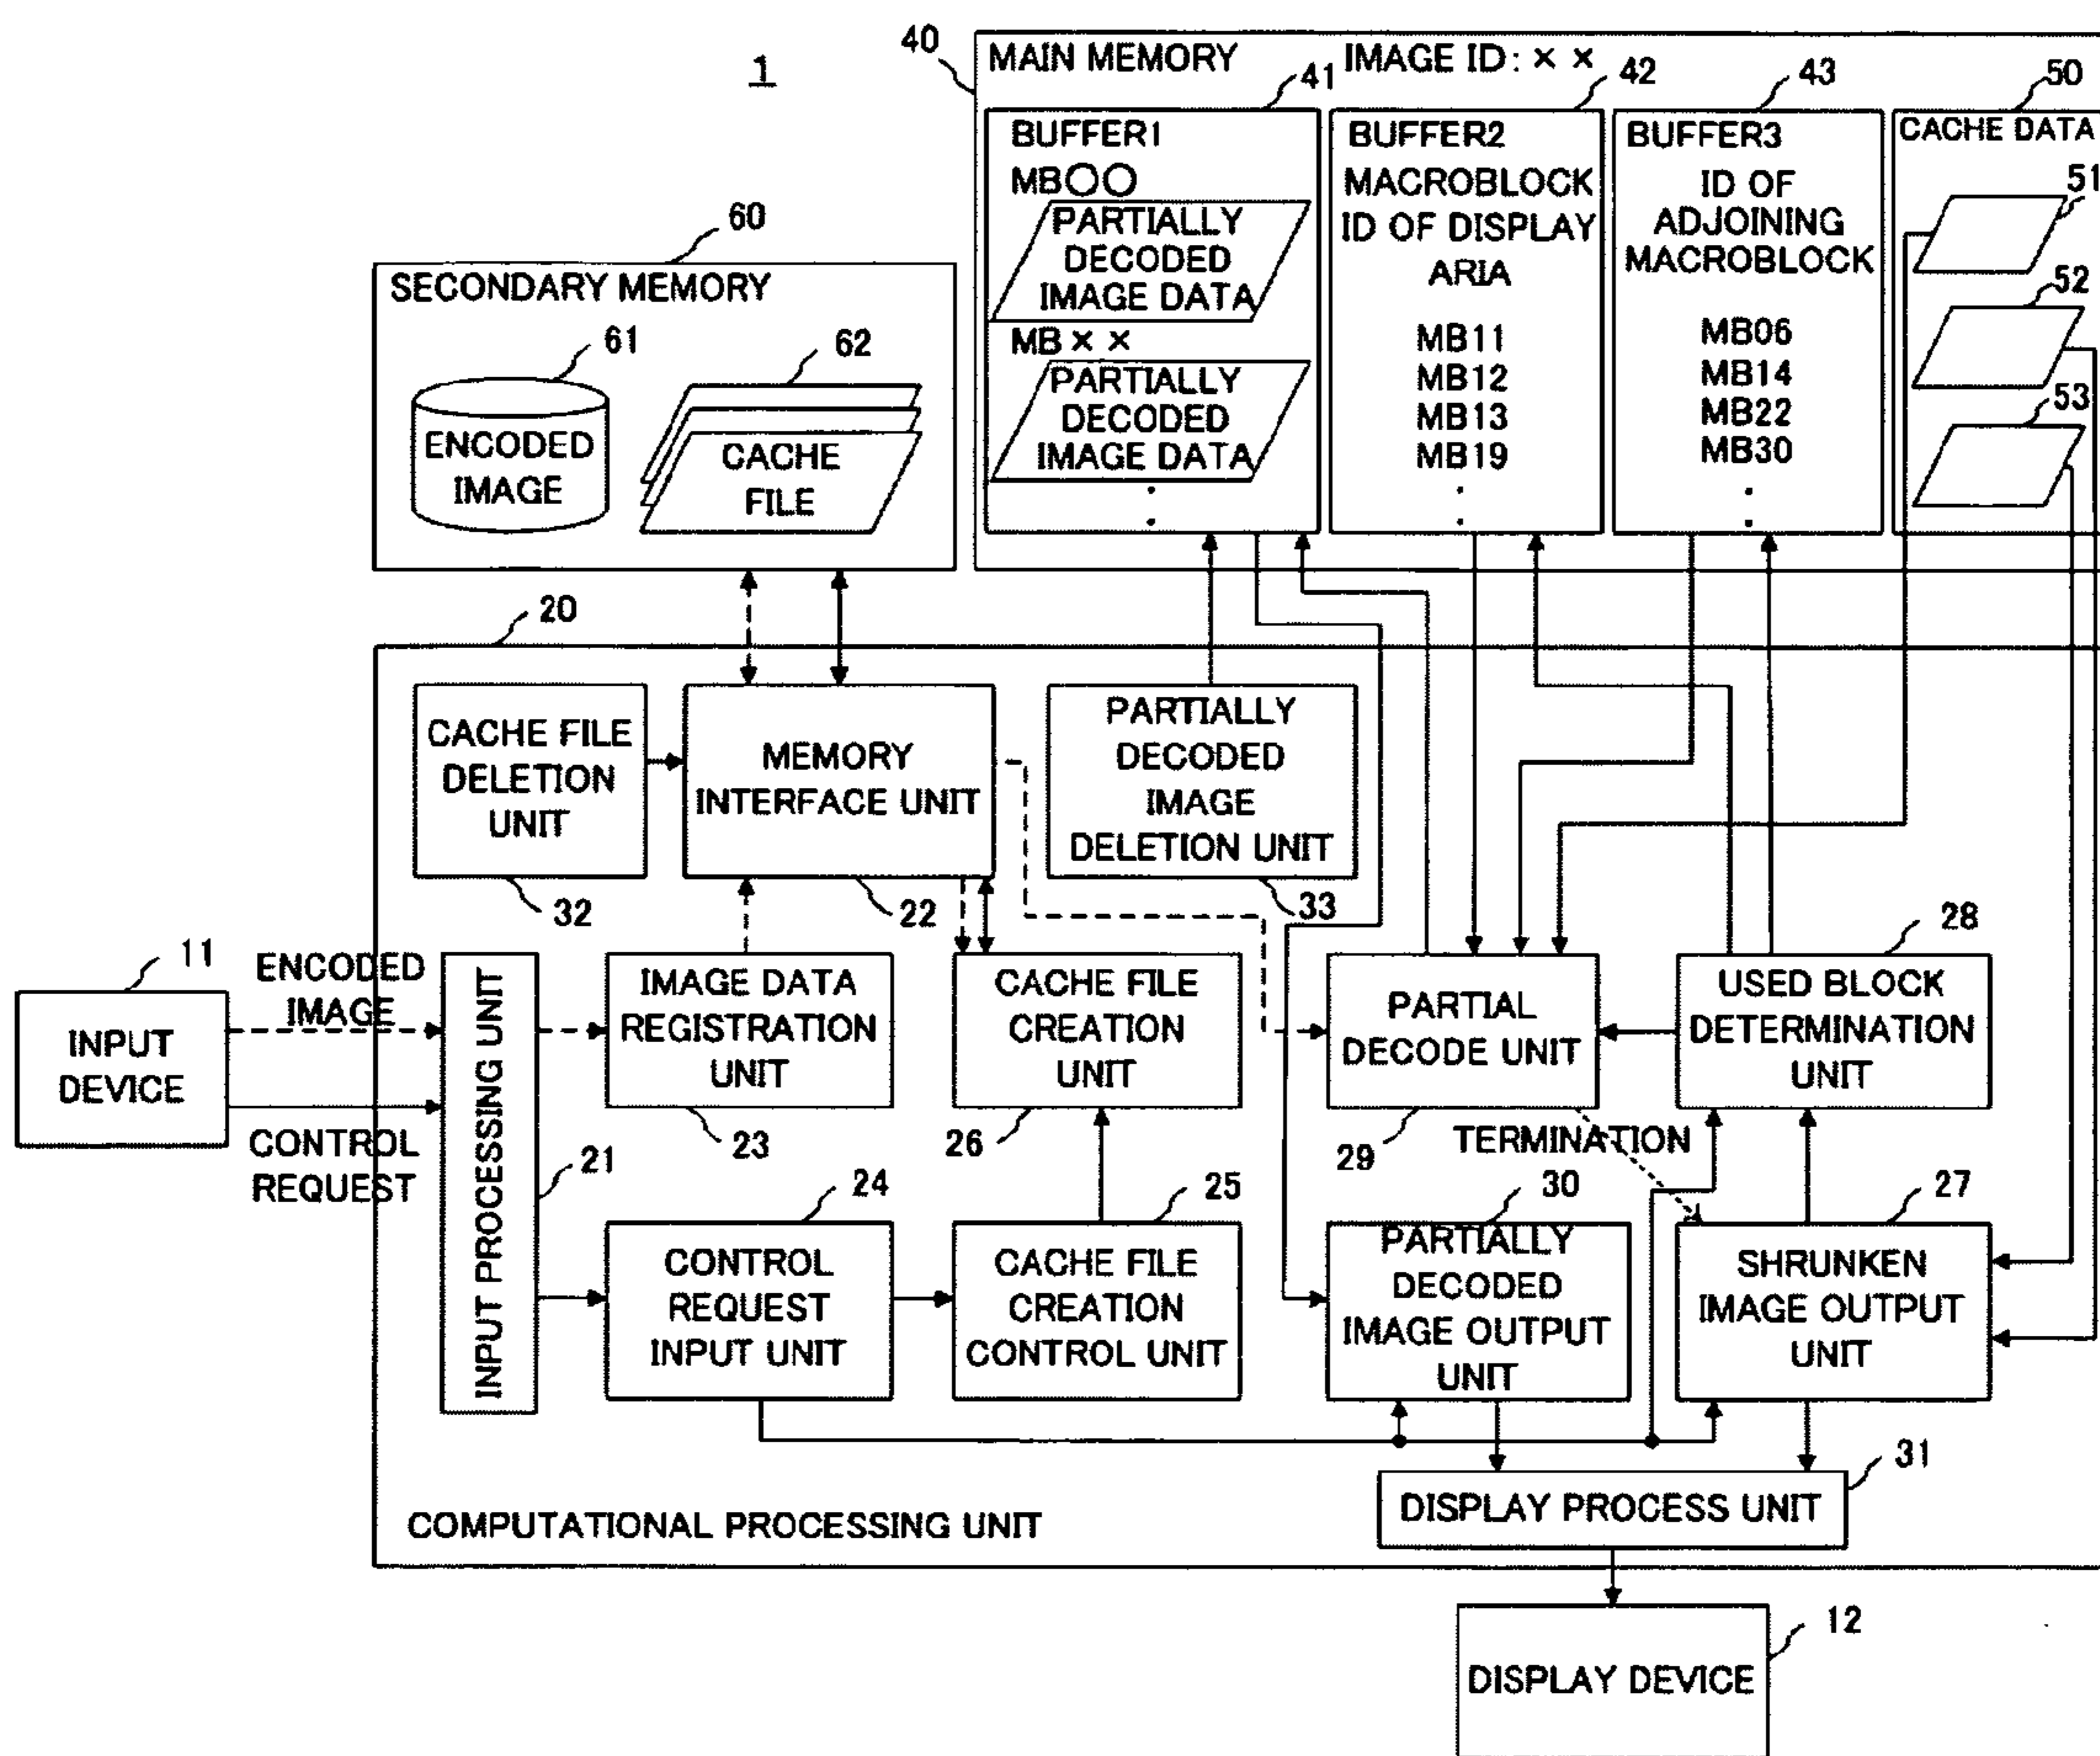 1
40
MAIN MEMORY
IMAGE ID : × ×
41
BUFFER1
MB○○
PARTIALLY
DECODED
IMAGE DATA
MB× ×
PARTIALLY
DECODED
IMAGE DATA
.
.
42
BUFFER2
MACROBLOCK
ID OF DISPLAY
ARIA
MB11
MB12
MB13
MB19
.
.
43
BUFFER3
ID OF
ADJOINING
MACROBLOCK
MB06
MB14
MB22
MB30
.
.
50
CACHE DATA
51
52
53
60
SECONDARY MEMORY
61
ENCODED
IMAGE
62
CACHE
FILE
20
CACHE FILE
DELETION
UNIT
32
MEMORY
INTERFACE UNIT
22
PARTIALLY
DECODED
IMAGE
DELETION UNIT
33
11
INPUT
DEVICE
ENCODED
IMAGE
CONTROL
REQUEST
INPUT PROCESSING UNIT
21
IMAGE DATA
REGISTRATION
UNIT
23
CACHE FILE
CREATION
UNIT
26
PARTIAL
DECODE UNIT
29
28
USED BLOCK
DETERMINATION
UNIT
TERMINATION
24
CONTROL
REQUEST
INPUT UNIT
25
CACHE FILE
CREATION
CONTROL UNIT
30
PARTIALLY
DECODED
IMAGE OUTPUT
UNIT
27
SHRUNKEN
IMAGE OUTPUT
UNIT
31
DISPLAY PROCESS UNIT
COMPUTATIONAL PROCESSING UNIT
12
DISPLAY DEVICE